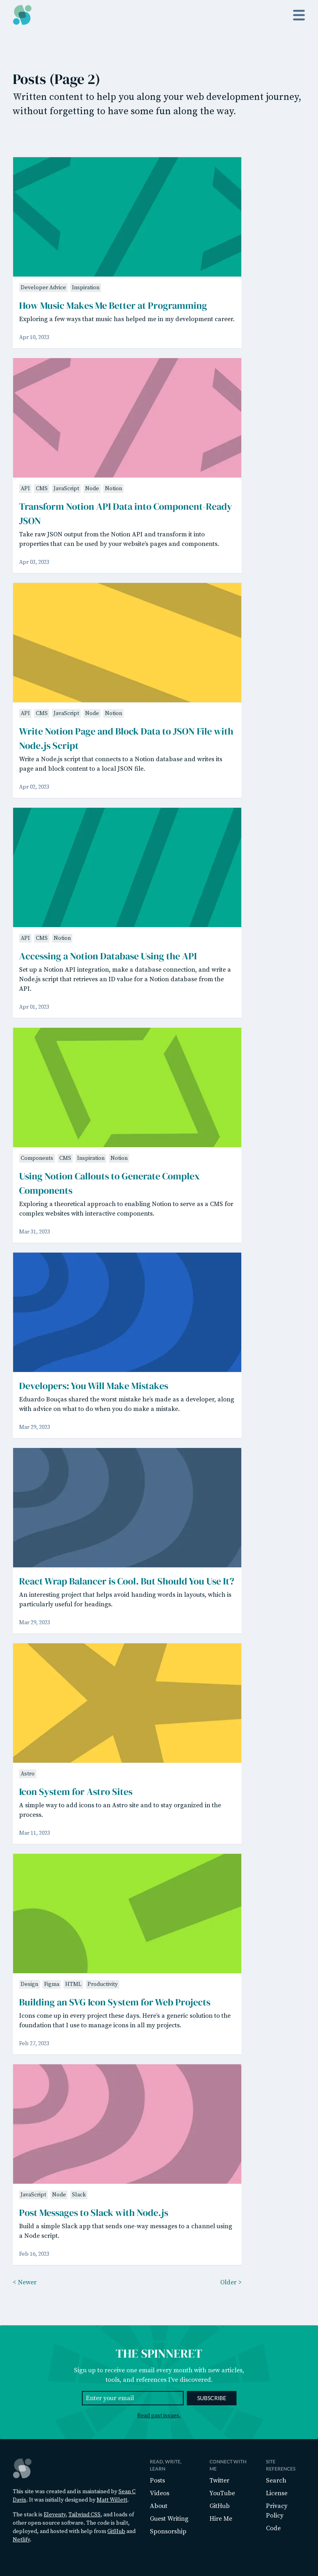 Posts (Page 2)
Written content to help you along your web development journey,
without forgetting to have some fun along the way.
Developer Advice Inspiration
How Music Makes Me Better at Programming
Exploring a few ways that music has helped me in my development career.
Apr 10, 2023
API CMS JavaScript Node Notion
Transform Notion API Data into Component-Ready
JSON
Take raw JSON output from the Notion API and transform it into
properties that can be used by your website's pages and components.
Apr 03, 2023
API CMS JavaScript Node Notion
Write Notion Page and Block Data to JSON File with
Node.js Script
Write a Node.js script that connects to a Notion database and writes its
page and block content to a local JSON file.
Apr 02, 2023
API CMS Notion
Accessing a Notion Database Using the API
Set up a Notion API integration, make a database connection, and write a
Node.js script that retrieves an ID value for a Notion database from the
API.
Apr 01, 2023
Components CMS Inspiration Notion
Using Notion Callouts to Generate Complex
Components
Exploring a theoretical approach to enabling Notion to serve as a CMS for
complex websites with interactive components.
Mar 31, 2023
Developers: You Will Make Mistakes
Eduardo Bouças shared the worst mistake he's made as a developer, along
with advice on what to do when you do make a mistake.
Mar 29, 2023
React Wrap Balancer is Cool. But Should You Use It?
An interesting project that helps avoid handing words in layouts, which is
particularly useful for headings.
Mar 29, 2023
Astro
Icon System for Astro Sites
A simple way to add icons to an Astro site and to stay organized in the
process.
Mar 11, 2023
Design Figma HTML Productivity
Building an SVG Icon System for Web Projects
Icons come up in every project these days. Here's a generic solution to the
foundation that I use to manage icons in all my projects.
Feb 27, 2023
JavaScript Node Slack
Post Messages to Slack with Node.js
Build a simple Slack app that sends one-way messages to a channel using
a Node script.
Feb 16, 2023
< Newer Older >
THE SPINNERET
Sign up to receive one email every month with new articles,
tools, and references I've discovered.
Enter your email SUBSCRIBE
Read past issues.
This site was created and is maintained by Sean C
Davis. It was initially designed by Matt Willett.
The stack is Eleventy, Tailwind CSS, and loads of
other open-source software. The code is built,
deployed, and hosted with help from GitHub and
Netlify.
READ. WRITE.
LEARN
Posts
Videos
About
Guest Writing
Sponsorship
CONNECT WITH
ME
Twitter
YouTube
GitHub
Hire Me
SITE
REFERENCES
Search
License
Privacy
Policy
Code